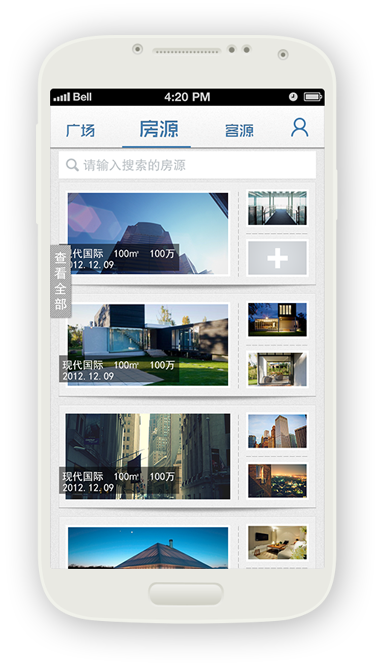 Bell
4:20 PM
广场
房源
客源
请输入搜索的房源
查看全部
现代国际 100㎡ 100万
2012.12.09
现代国际 100㎡ 100万
2012.12.09
现代国际 100㎡ 100万
2012.12.09